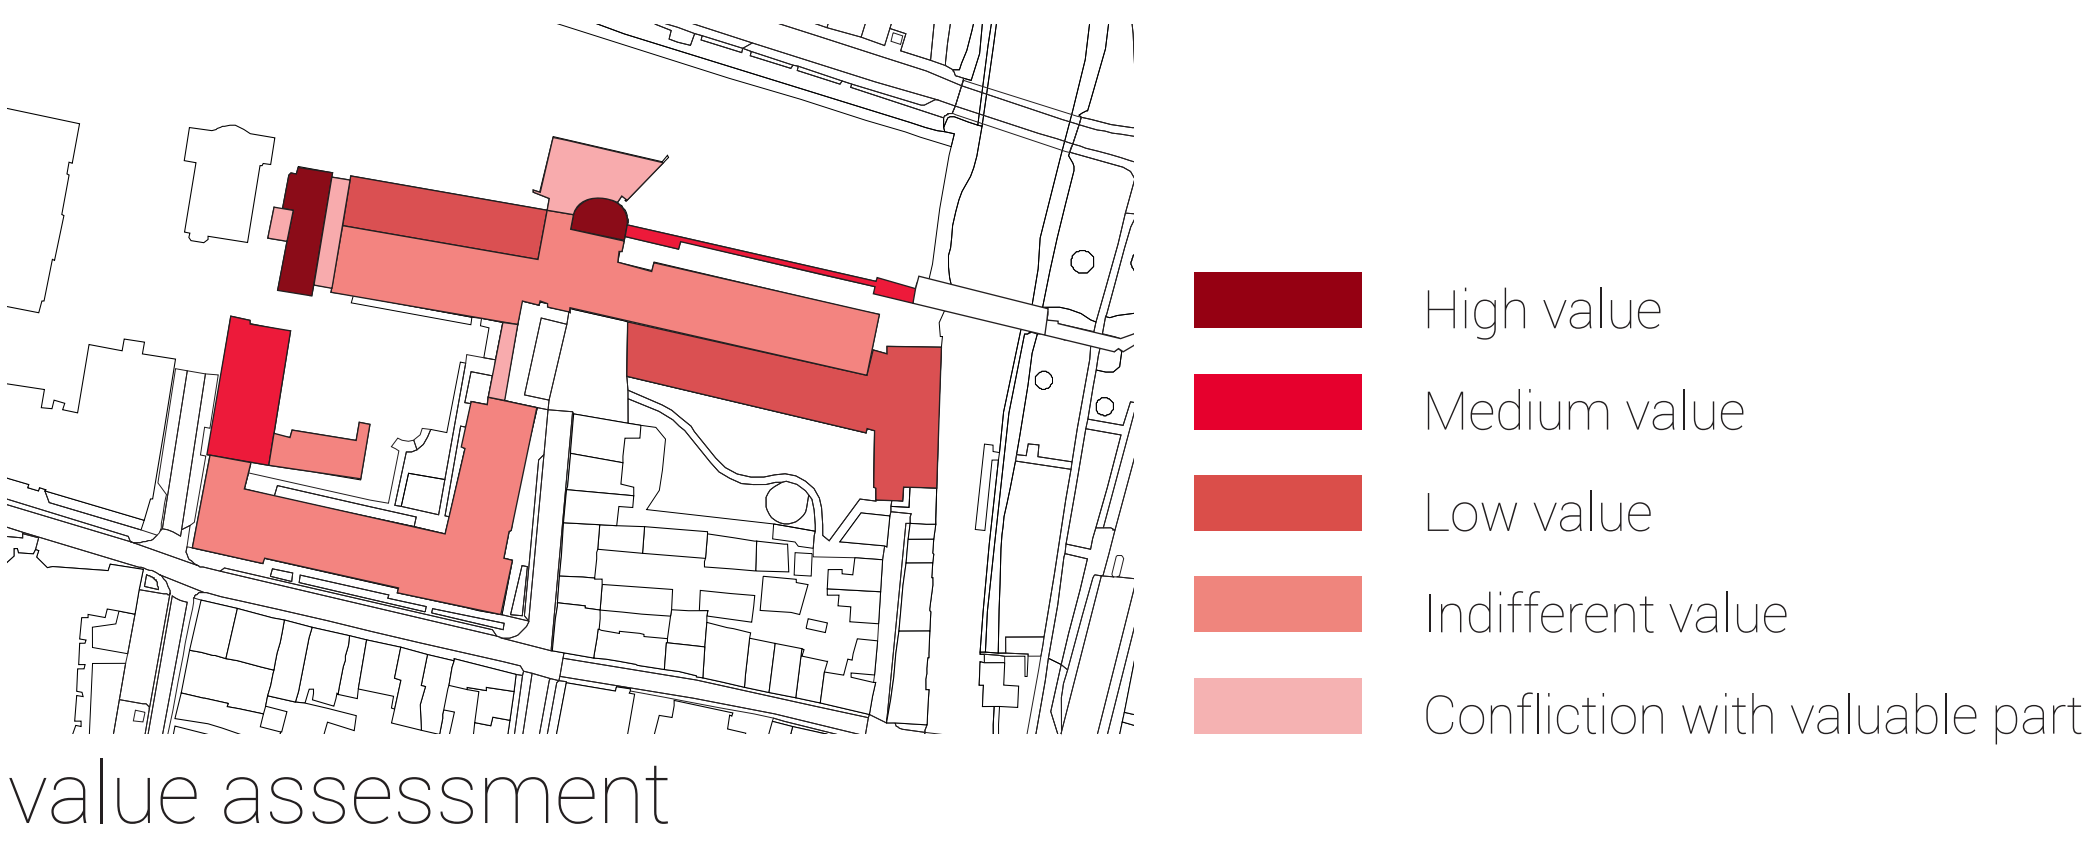 High value
Medium value
Low value
Indifferent value
Confliction with valuable part
value assessment